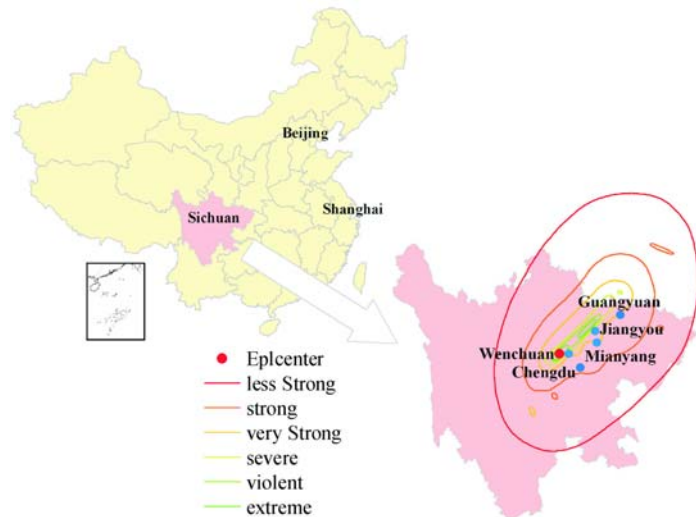 Beijing
Shanghai
Sichuan
Guangyuan
Jiangyou
Wenchuan
Mianyang
Chengdu
Eplcenter
less Strong
strong
very Strong
severe
violent
extreme